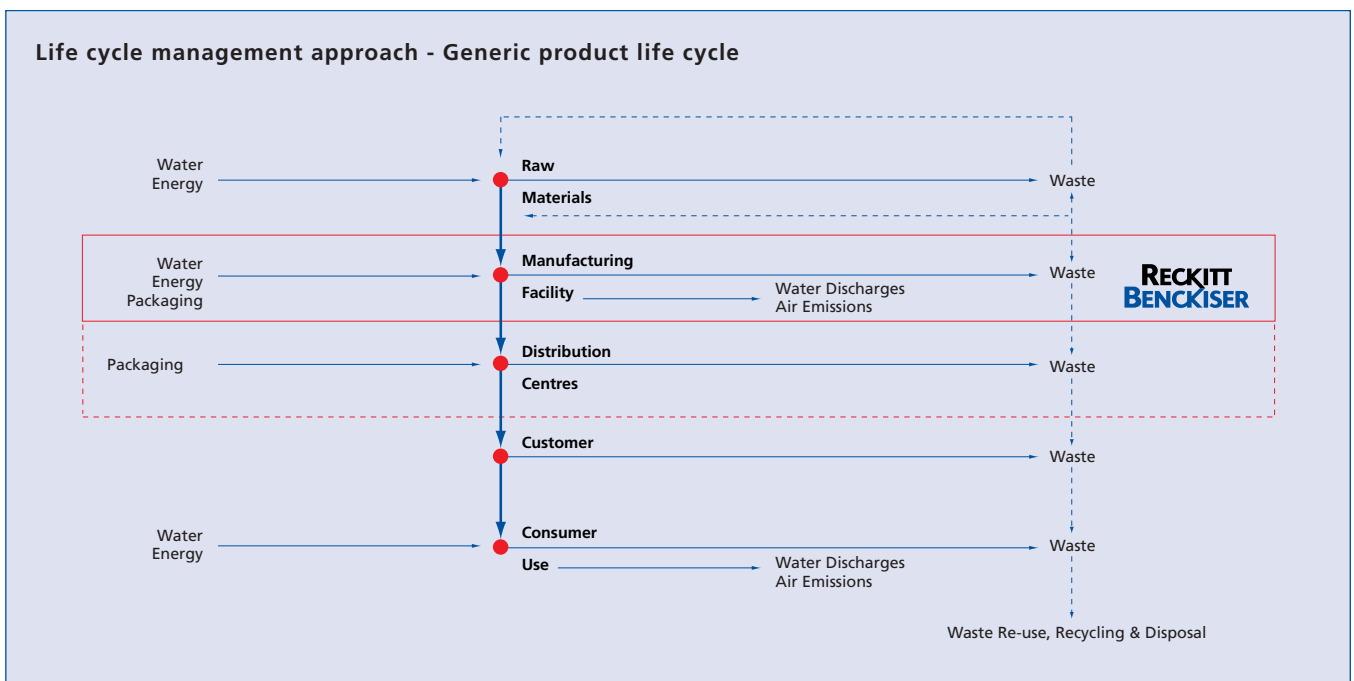 Life cycle management approach - Generic product life cycle
Water
Energy
Raw
Materials
Waste
Water
Energy
Packaging
Manufacturing
Facility
Water Discharges
Air Emissions
Waste
RECKITT
BENCKISER
Packaging
Distribution
Centres
Waste
Customer
Waste
Water
Energy
Consumer
Use
Water Discharges
Air Emissions
Waste
Waste Re-use, Recycling & Disposal